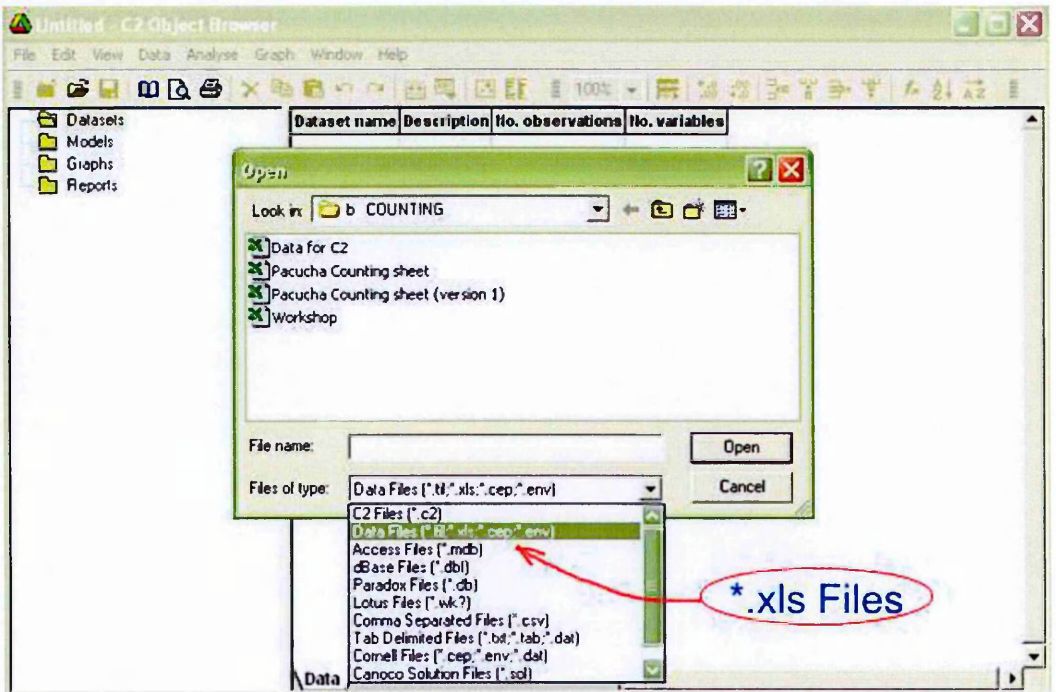 Untitled - C2 Object Browser
File Edit View Data Analyse Graph Window Help
100%
Datasets
Models
Graphs
Reports
Dataset name Description No. observations No. variables
Open
Look in: b COUNTING
Data for C2
Pacucha Counting sheet
Pacucha Counting sheet (version 1)
Workshop
File name:
Open
Files of type: Data Files (*.til;*.xls;*.cep;*.env)
Cancel
C2 Files (*.c2)
Data Files (*.til;*.xls;*.cep;*.env)
Access Files (*.mdb)
dBase Files (*.dbf)
Paradox Files (*.db)
Lotus Files (*.wk?)
Comma Separated Files (*.csv)
Tab Delimited Files (*.txt;*.tab;*.dat)
Cornell Files (*.cep;*.env;*.dat)
Canoco Solution Files (*.sol)
*.xls Files
Data